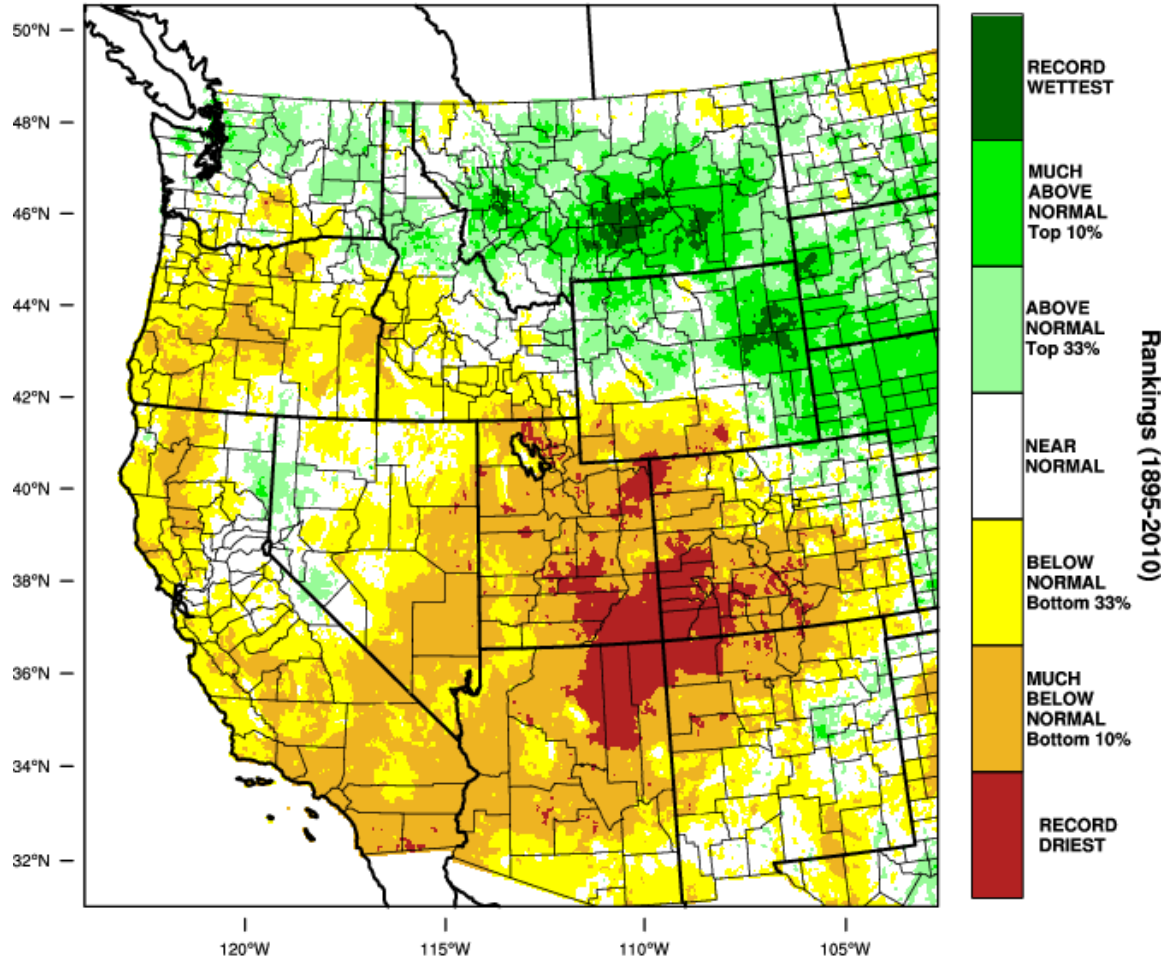 50°N
48°N
46°N
44°N
42°N
40°N
38°N
36°N
34°N
32°N
120°W
115°W
110°W
105°W
RECORD
WETTEST
MUCH
ABOVE
NORMAL
Top 10%
ABOVE
NORMAL
Top 33%
NEAR
NORMAL
BELOW
NORMAL
Bottom 33%
MUCH
BELOW
NORMAL
Bottom 10%
RECORD
DRIEST
Rankings (1895-2010)